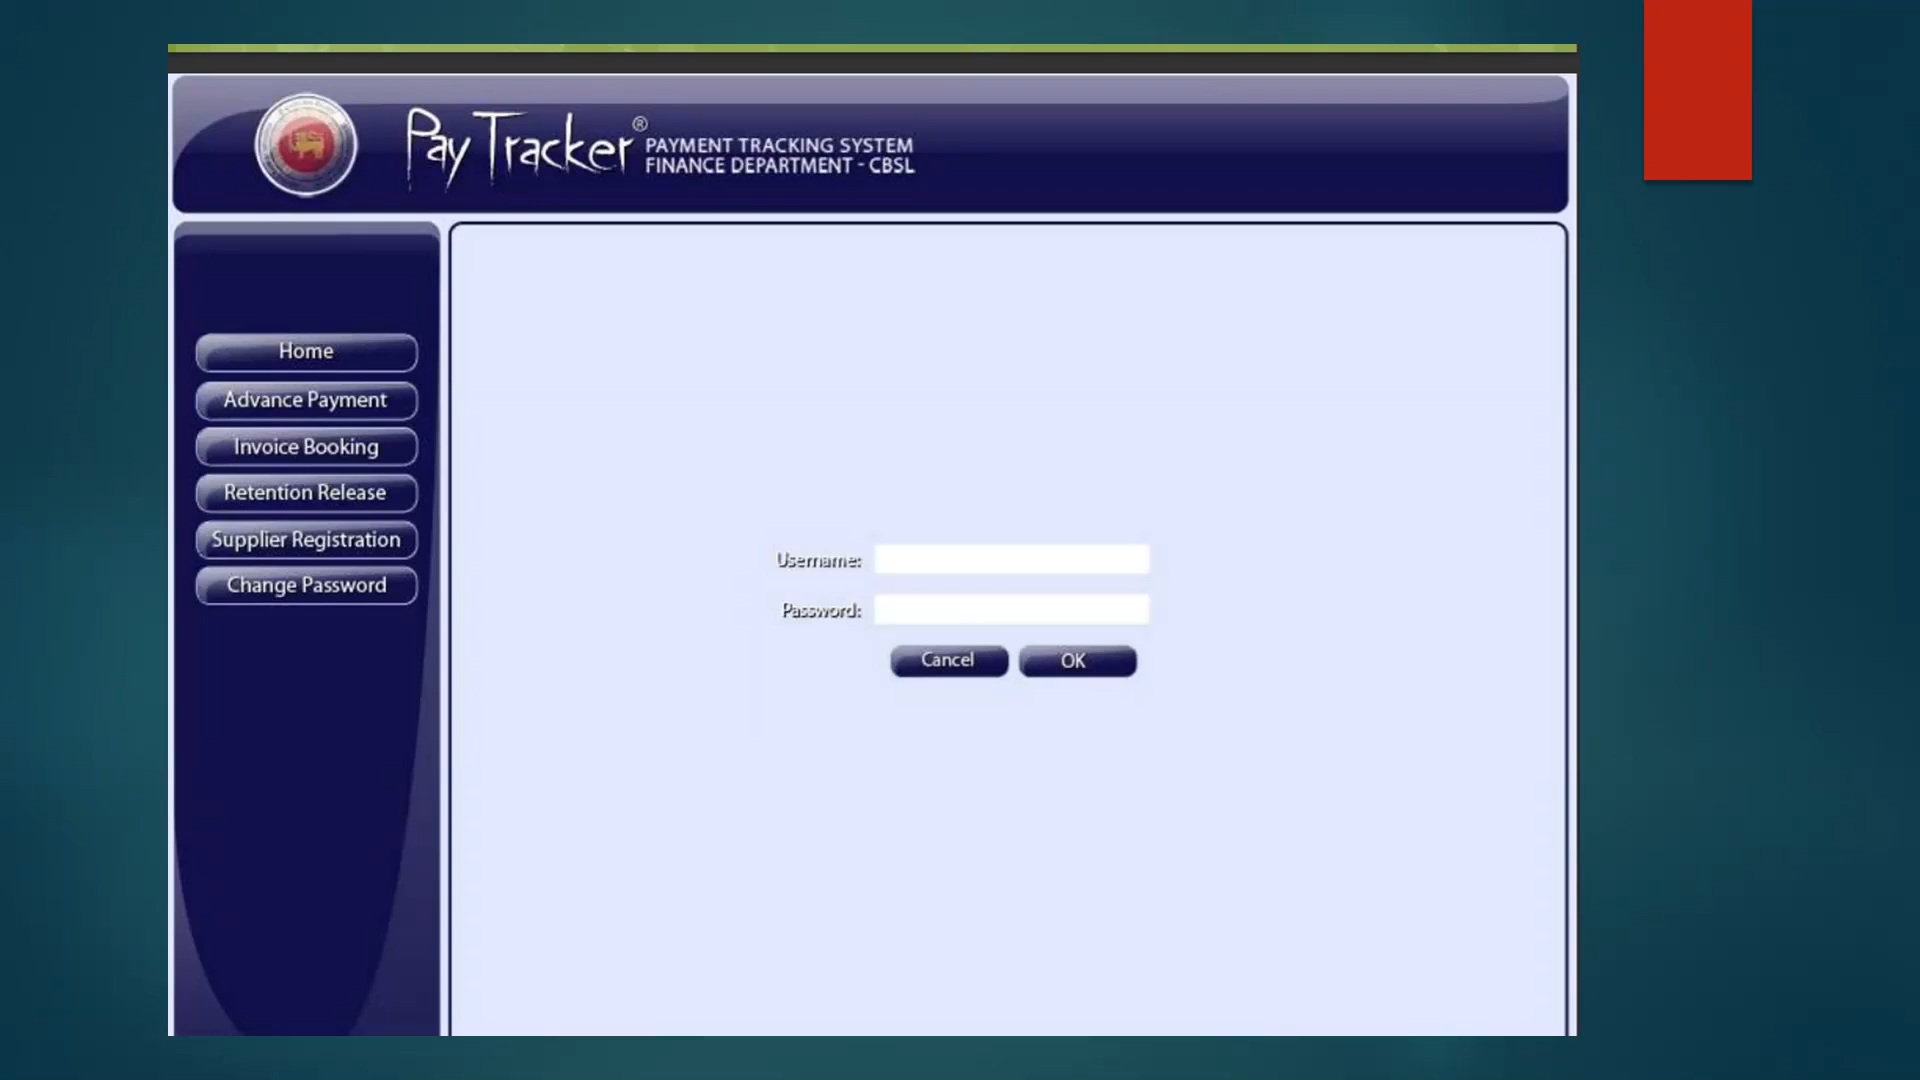 Pay Tracker®
PAYMENT TRACKING SYSTEM
FINANCE DEPARTMENT - CBSL
Home
Advance Payment
Invoice Booking
Retention Release
Supplier Registration
Change Password
Username:
Password:
Cancel
OK